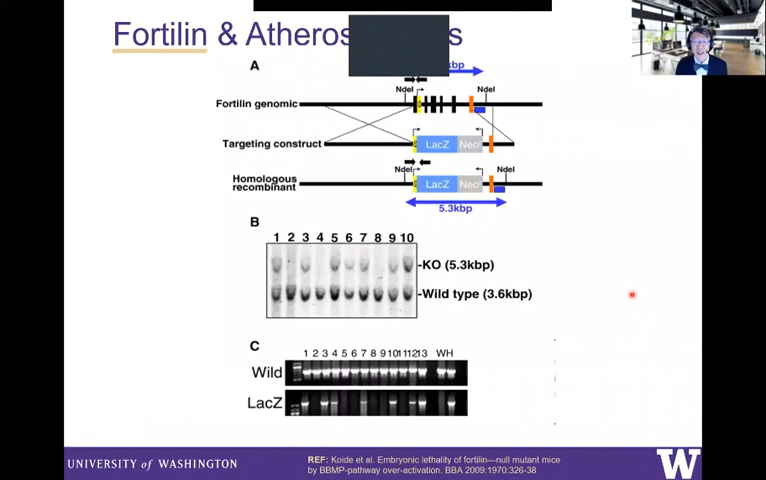 Fortilin & Atheros s
A
kbp
NdeI NdeI
Fortilin genomic
Targeting construct
LacZ Neo
NdeI NdeI
Homologous
recombinant
LacZ Neo
5.3kbp
B
1 2 3 4 5 6 7 8 9 10
-KO (5.3kbp)
-Wild type (3.6kbp)
C
1 2 3 4 5 6 7 8 9 10 11 12 13 WH
Wild
LacZ
UNIVERSITY of WASHINGTON
REF: Koide et al. Embryonic lethality of fortilin—null mutant mice
by BBMP-pathway over-activation. BBA 2009:1970:326-38
W